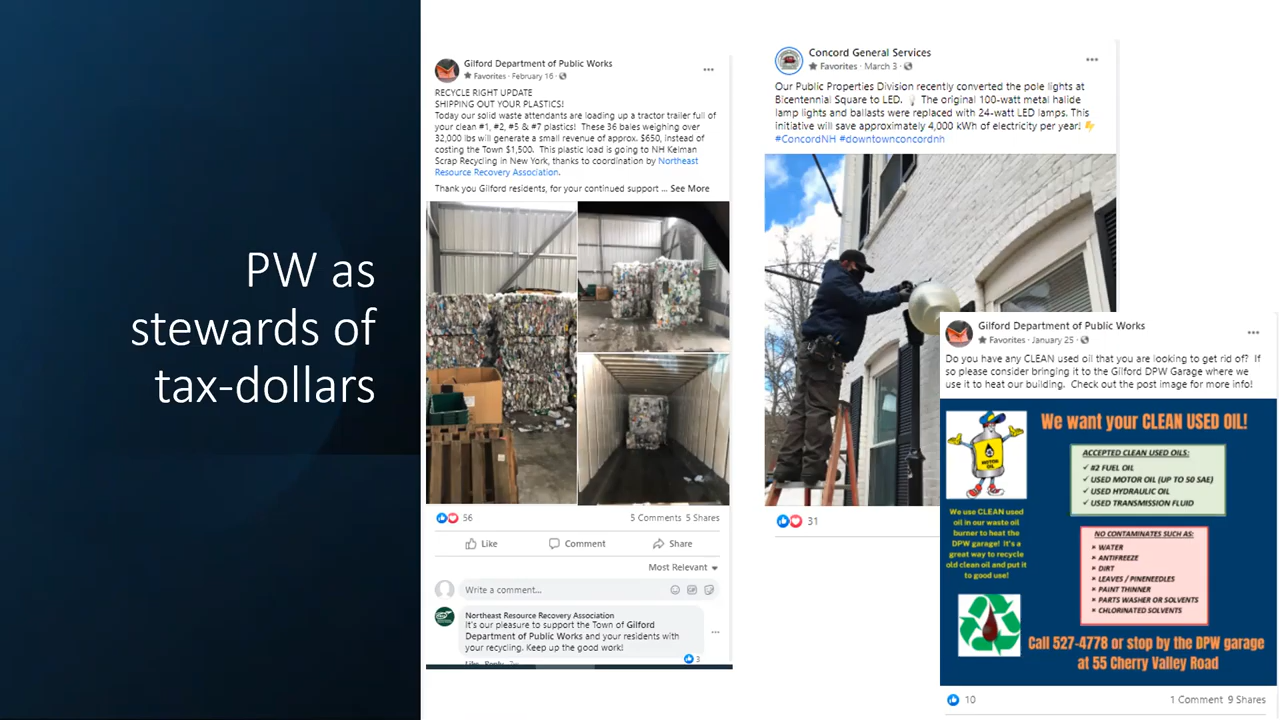 PW as
stewards of
tax-dollars
Gilford Department of Public Works
Favorites · February 16 ·
RECYCLE RIGHT UPDATE
SHIPPING OUT YOUR PLASTICS!
Today our solid waste attendants are loading up a tractor trailer full of
your clean #1, #2, #5 & #7 plastics! These 36 bales weighing over
32,000 lbs will generate a small revenue of approx. $650, instead of
costing the Town $1,500. This plastic load is going to NH Kelman
Scrap Recycling in New York, thanks to coordination by Northeast
Resource Recovery Association.
Thank you Gilford residents, for your continued support ... See More
56
5 Comments 5 Shares
Like Comment Share
Most Relevant
Write a comment...
GIF
Northeast Resource Recovery Association
It's our pleasure to support the Town of Gilford
Department of Public Works and your residents with
your recycling. Keep up the good work!
3
Concord General Services
Favorites · March 3 ·
Our Public Properties Division recently converted the pole lights at
Bicentennial Square to LED. The original 100-watt metal halide
lamp lights and ballasts were replaced with 24-watt LED lamps. This
initiative will save approximately 4,000 kWh of electricity per year!
#ConcordNH #downtownconcordnh
31
Gilford Department of Public Works
Favorites · January 25 ·
Do you have any CLEAN used oil that you are looking to get rid of? If
so please consider bringing it to the Gilford DPW Garage where we
use it to heat our building. Check out the post image for more info!
We want your CLEAN USED OIL!
MOTOR
OIL
ACCEPTED CLEAN USED OILS:
✓ #2 FUEL OIL
✓ USED MOTOR OIL (UP TO 50 SAE)
✓ USED HYDRAULIC OIL
✓ USED TRANSMISSION FLUID
We use CLEAN used
oil in our waste oil
burner to heat the
DPW garage! It's a
great way to recycle
old clean oil and put it
to good use!
NO CONTAMINATES SUCH AS:
× WATER
× ANTIFREEZE
× DIRT
× LEAVES / PINENEEDLES
× PAINT THINNER
× PARTS WASHER OR SOLVENTS
× CHLORINATED SOLVENTS
Call 527-4778 or stop by the DPW garage
at 55 Cherry Valley Road
10
1 Comment 9 Shares